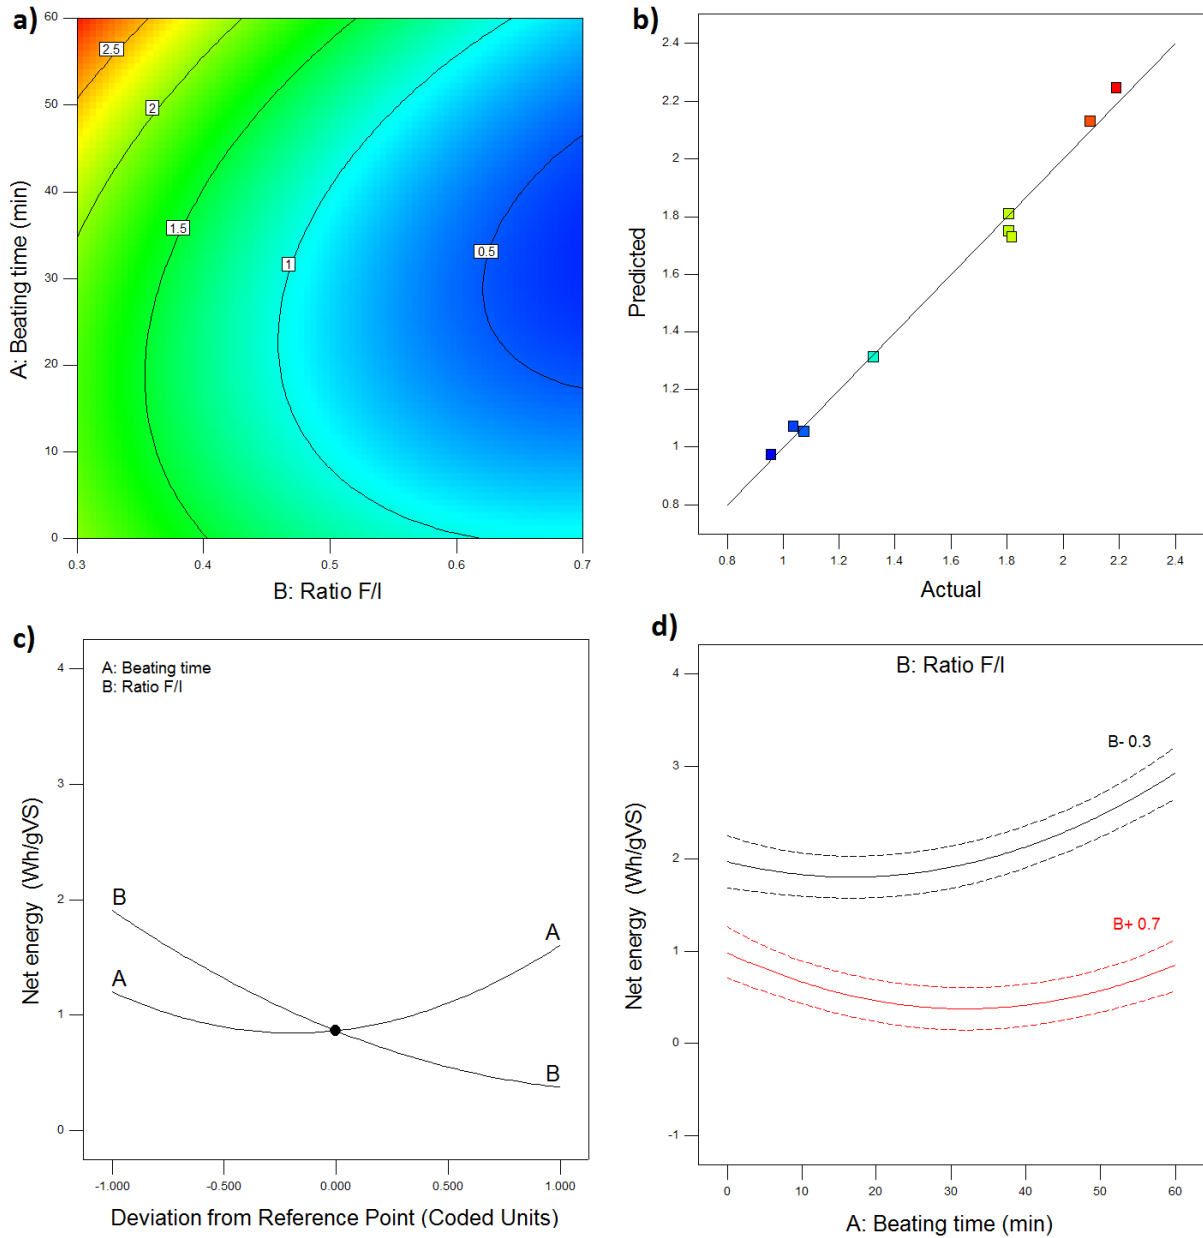 a)
60
50
40
30
20
10
0
A: Beating time (min)
2.5
2
1.5
1
0.5
0.3
0.4
0.5
0.6
0.7
B: Ratio F/I
b)
2.4
2.2
2
1.8
1.6
1.4
1.2
1
0.8
Predicted
0.8
1
1.2
1.4
1.6
1.8
2
2.2
2.4
Actual
c)
A: Beating time
B: Ratio F/I
4
3
2
1
0
Net energy (Wh/gVS)
B
A
A
B
-1.000
-0.500
0.000
0.500
1.000
Deviation from Reference Point (Coded Units)
d)
B: Ratio F/I
4
3
2
1
0
-1
Net energy (Wh/gVS)
B- 0.3
B+ 0.7
0
10
20
30
40
50
60
A: Beating time (min)